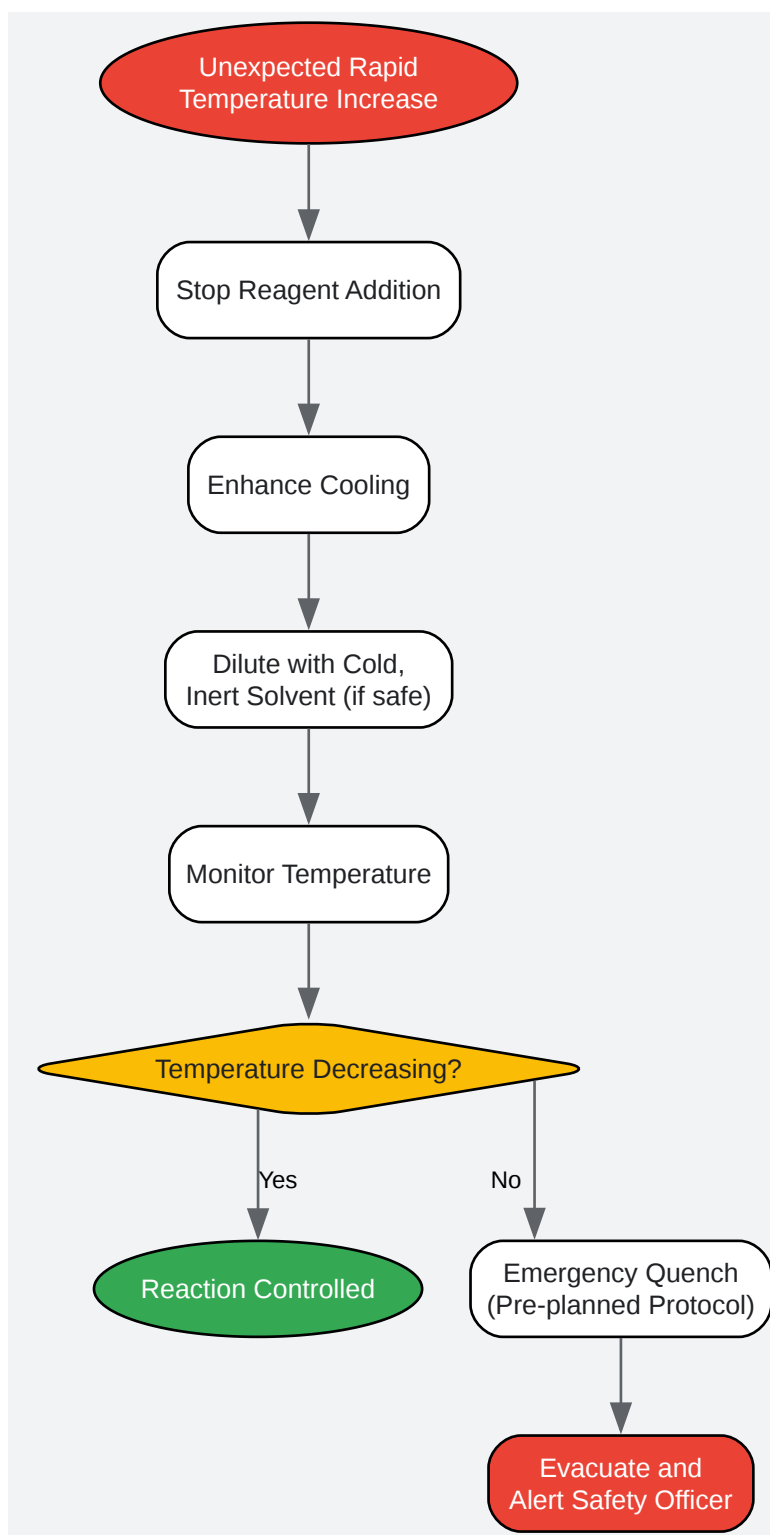 Unexpected Rapid
Temperature Increase
Stop Reagent Addition
Enhance Cooling
Dilute with Cold,
Inert Solvent (if safe)
Monitor Temperature
Temperature Decreasing?
Yes
No
Reaction Controlled
Emergency Quench
(Pre-planned Protocol)
Evacuate and
Alert Safety Officer